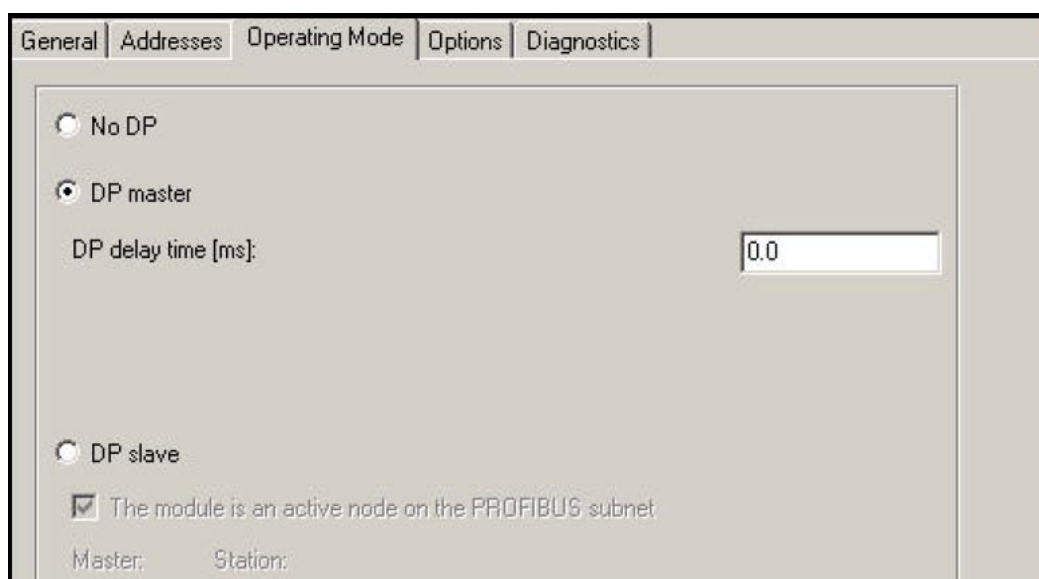 General Addresses Operating Mode Options Diagnostics
No DP
DP master
DP delay time [ms]: 0.0
DP slave
The module is an active node on the PROFIBUS subnet
Master: Station: